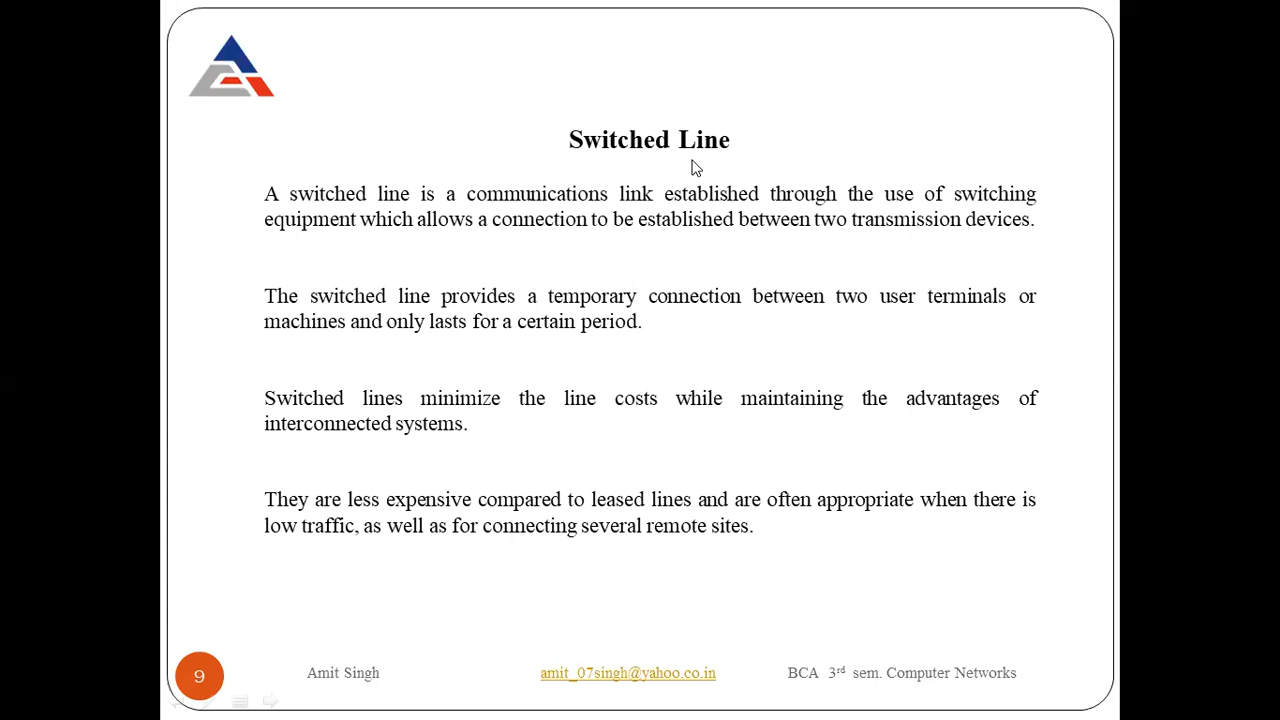 Switched Line
A switched line is a communications link established through the use of switching
equipment which allows a connection to be established between two transmission devices.
The switched line provides a temporary connection between two user terminals or
machines and only lasts for a certain period.
Switched lines minimize the line costs while maintaining the advantages of
interconnected systems.
They are less expensive compared to leased lines and are often appropriate when there is
low traffic, as well as for connecting several remote sites.
9 Amit Singh amit_07singh@yahoo.co.in BCA 3rd sem. Computer Networks